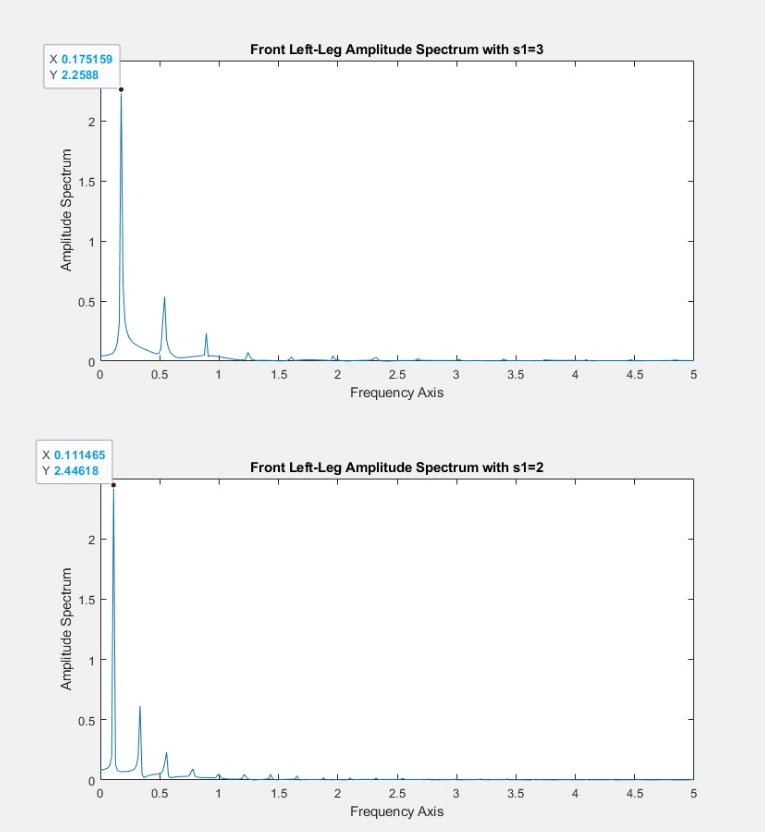 Front Left-Leg Amplitude Spectrum with s1=3
X 0.175159
Y 2.2588
Amplitude Spectrum
2
1.5
1
0.5
0
0 0.5 1 1.5 2 2.5 3 3.5 4 4.5 5
Frequency Axis
Front Left-Leg Amplitude Spectrum with s1=2
X 0.111465
Y 2.44618
Amplitude Spectrum
2
1.5
1
0.5
0
0 0.5 1 1.5 2 2.5 3 3.5 4 4.5 5
Frequency Axis